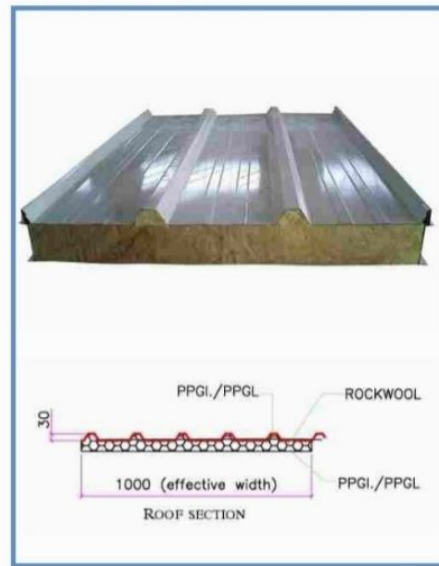 PPGI./PPGL
ROCKWOOL
30
1000 (effective width)
PPGI./PPGL
ROOF SECTION